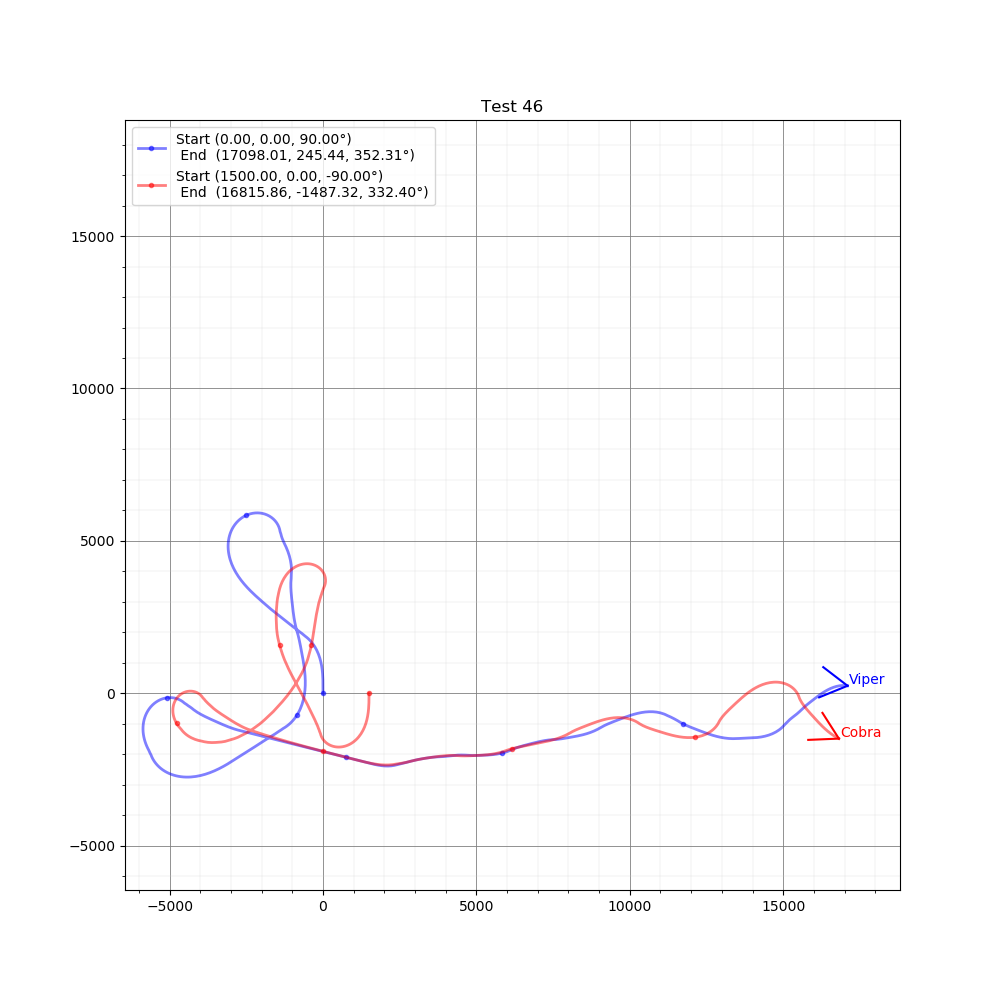 Test 46
Start (0.00, 0.00, 90.00°)
End  (17098.01, 245.44, 352.31°)
Start (1500.00, 0.00, -90.00°)
End  (16815.86, -1487.32, 332.40°)
15000
10000
5000
0
−5000
Viper
Cobra
−5000
0
5000
10000
15000